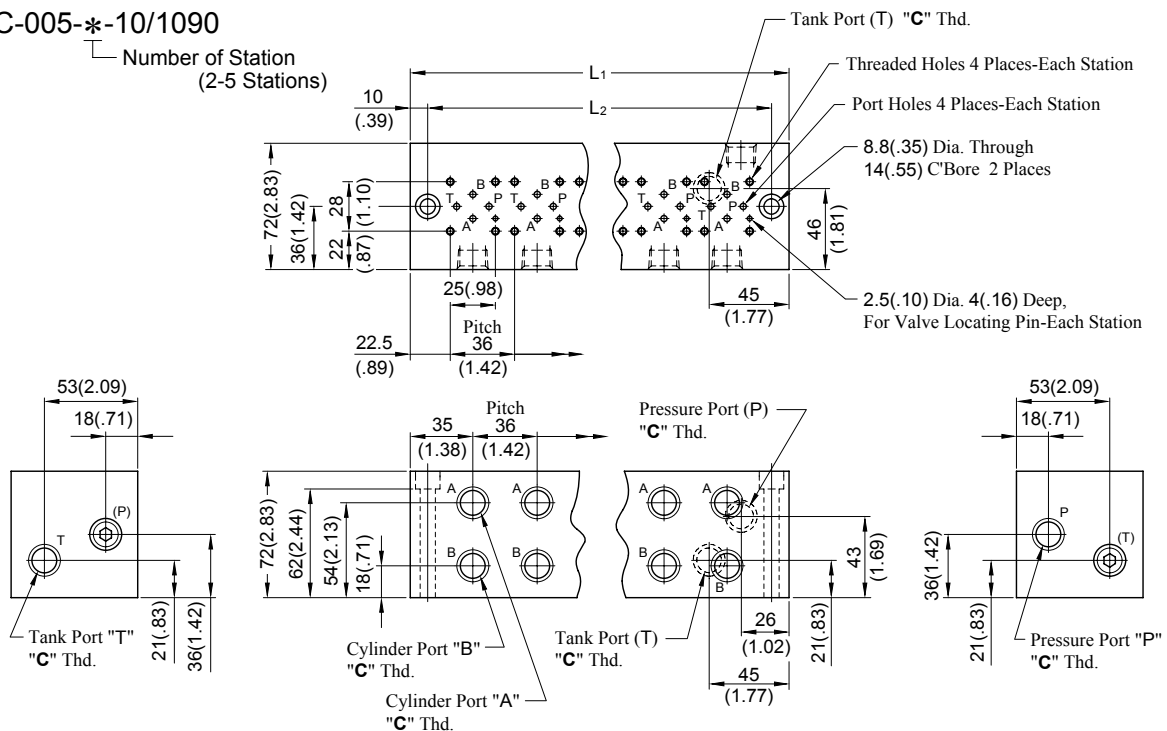 C-005-*-10/1090
Number of Station
(2-5 Stations)
Tank Port (T) "C" Thd.
Threaded Holes 4 Places-Each Station
Port Holes 4 Places-Each Station
8.8(.35) Dia. Through
14(.55) C'Bore 2 Places
2.5(.10) Dia. 4(.16) Deep,
For Valve Locating Pin-Each Station
L1
L2
10
(.39)
72(2.83)
36(1.42)
28
(1.10)
22
(.87)
T B P A T B P A
T B P A T B P
46
(1.81)
45
(1.77)
25(.98)
Pitch
36
(1.42)
22.5
(.89)
53(2.09)
18(.71)
(P)
T
21(.83)
36(1.42)
Tank Port "T"
"C" Thd.
35
(1.38)
Pitch
36
(1.42)
Pressure Port (P)
"C" Thd.
72(2.83)
62(2.44)
54(2.13)
18(.71)
A A A A
B B B B
43
(1.69)
21(.83)
26
(1.02)
45
(1.77)
Cylinder Port "B"
"C" Thd.
Tank Port (T)
"C" Thd.
Cylinder Port "A"
"C" Thd.
53(2.09)
18(.71)
P
(T)
36(1.42)
21(.83)
Pressure Port "P"
"C" Thd.